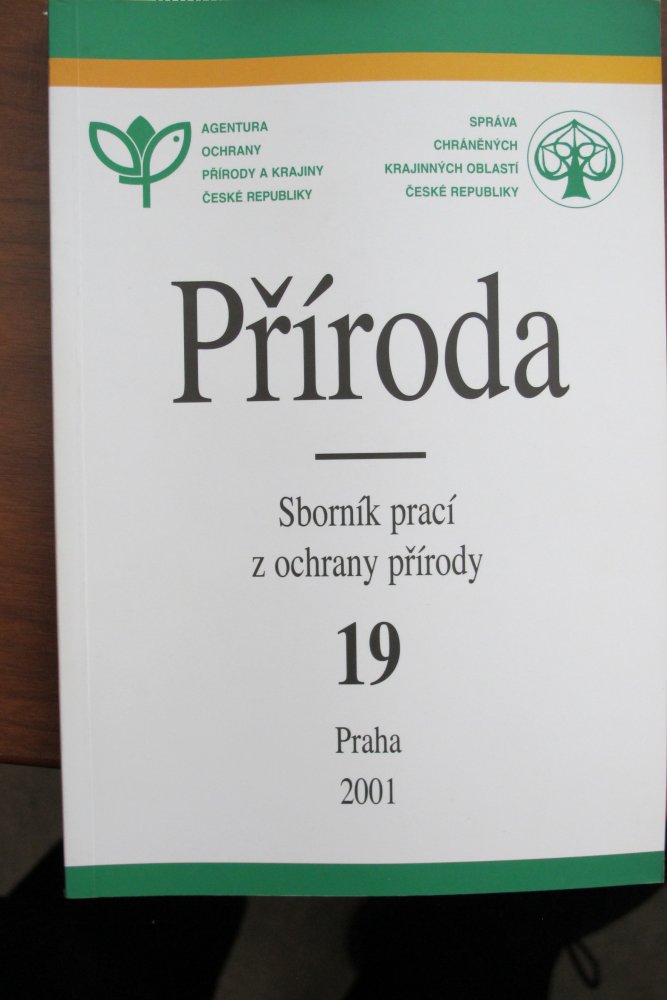 AGENTURA
OCHRANY
PŘÍRODY A KRAJINY
ČESKÉ REPUBLIKY
SPRÁVA
CHRÁNĚNÝCH
KRAJINNÝCH OBLASTÍ
ČESKÉ REPUBLIKY
Příroda
Sborník prací
z ochrany přírody
19
Praha
2001